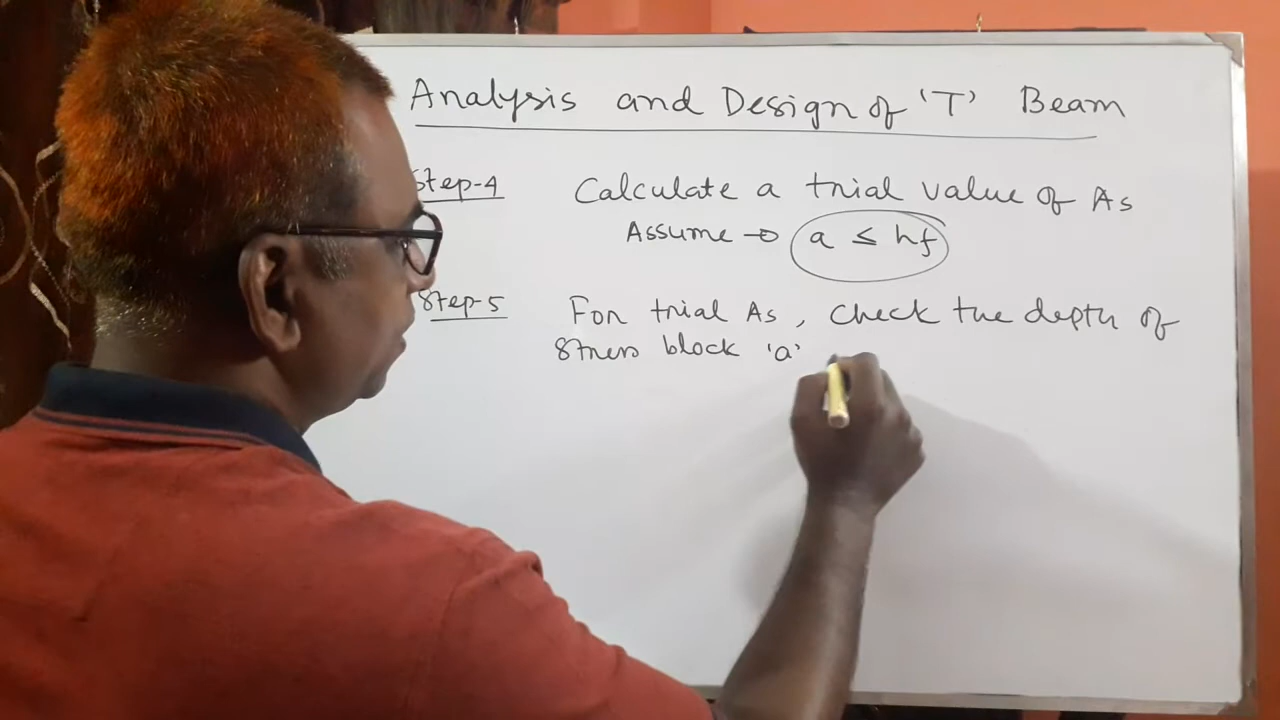 Analysis and Design of 'T' Beam
Step-4 Calculate a trial value of As
Assume → a ≤ hf
Step-5 For trial As, check the depth of
stress block 'a'